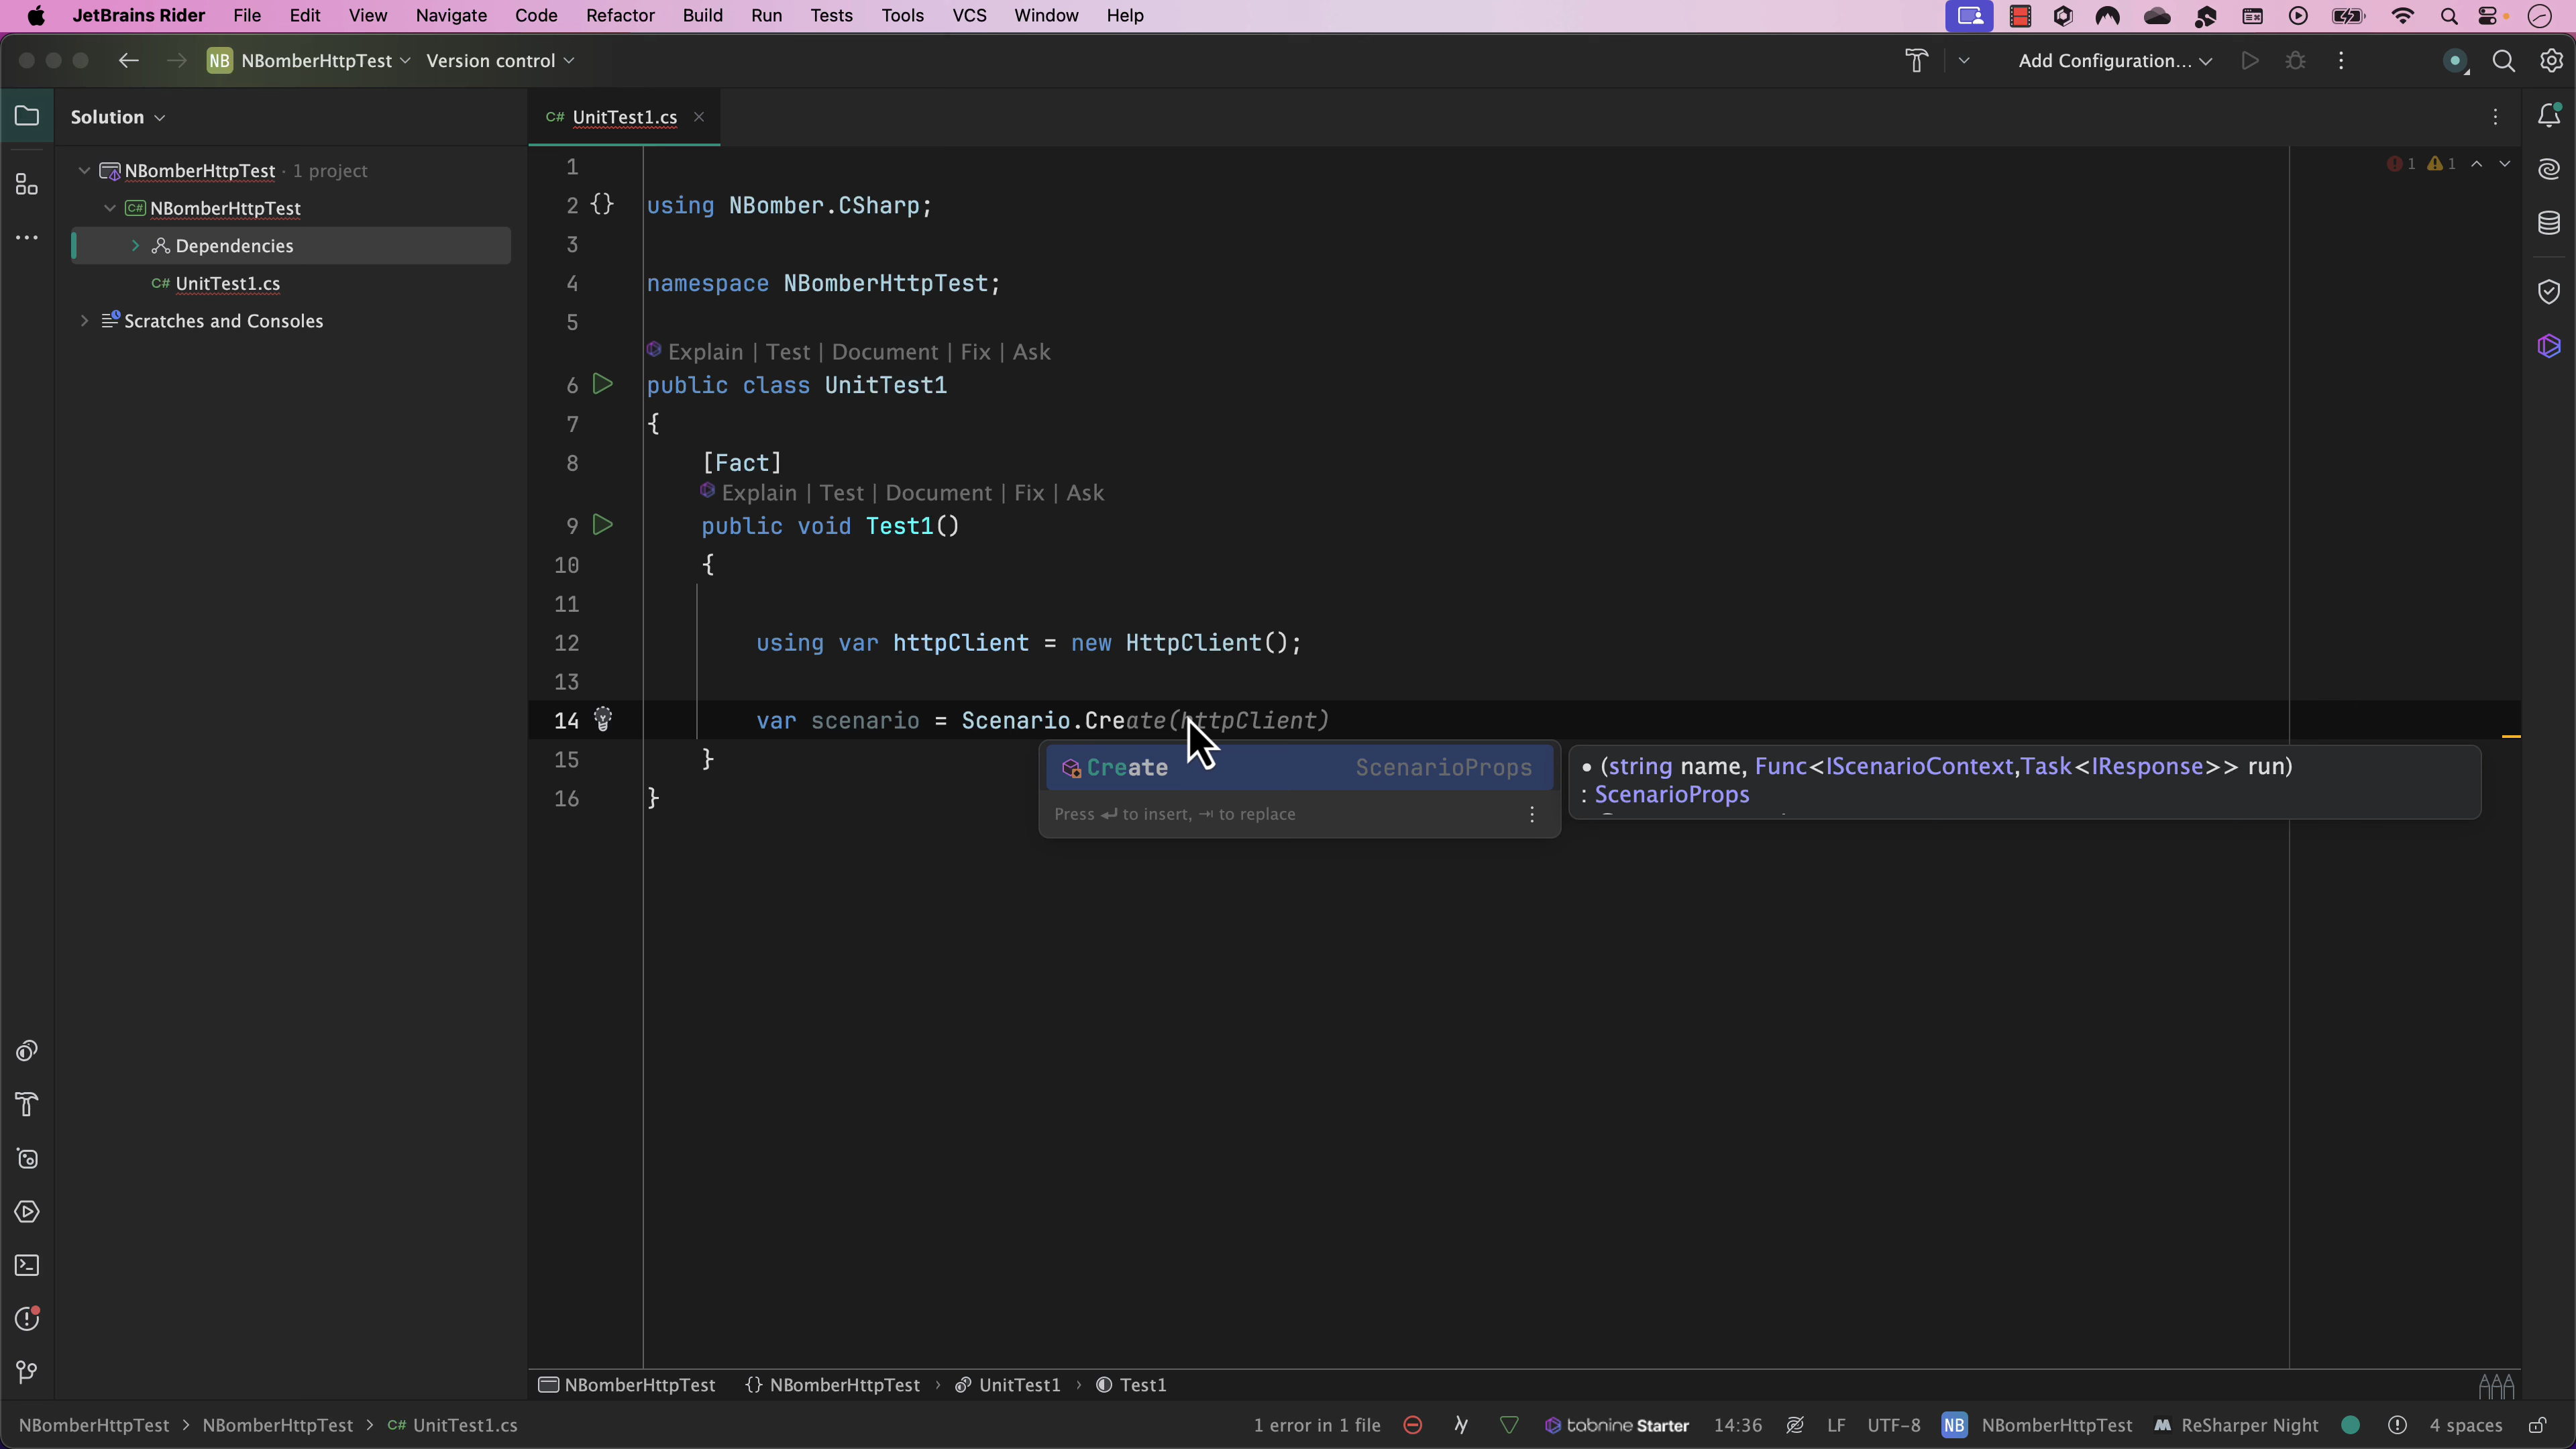 JetBrains Rider File Edit View Navigate Code Refactor Build Run Tests Tools VCS Window Help
NB NBomberHttpTest Version control Add Configuration...
Solution
C# UnitTest1.cs
NBomberHttpTest · 1 project
C# NBomberHttpTest
Dependencies
C# UnitTest1.cs
Scratches and Consoles
1 1
1
2 {} using NBomber.CSharp;
3
4 namespace NBomberHttpTest;
5
Explain | Test | Document | Fix | Ask
6 public class UnitTest1
7 {
8 [Fact]
Explain | Test | Document | Fix | Ask
9 public void Test1()
10 {
11
12 using var httpClient = new HttpClient();
13
14 var scenario = Scenario.Create(httpClient)
15 }
16 }
Create ScenarioProps
Press ↵ to insert, ⇥ to replace
• (string name, Func<IScenarioContext,Task<IResponse>> run)
: ScenarioProps
NBomberHttpTest {} NBomberHttpTest › UnitTest1 › Test1
NBomberHttpTest > NBomberHttpTest > C# UnitTest1.cs 1 error in 1 file tabnine Starter 14:36 LF UTF-8 NB NBomberHttpTest ReSharper Night 4 spaces